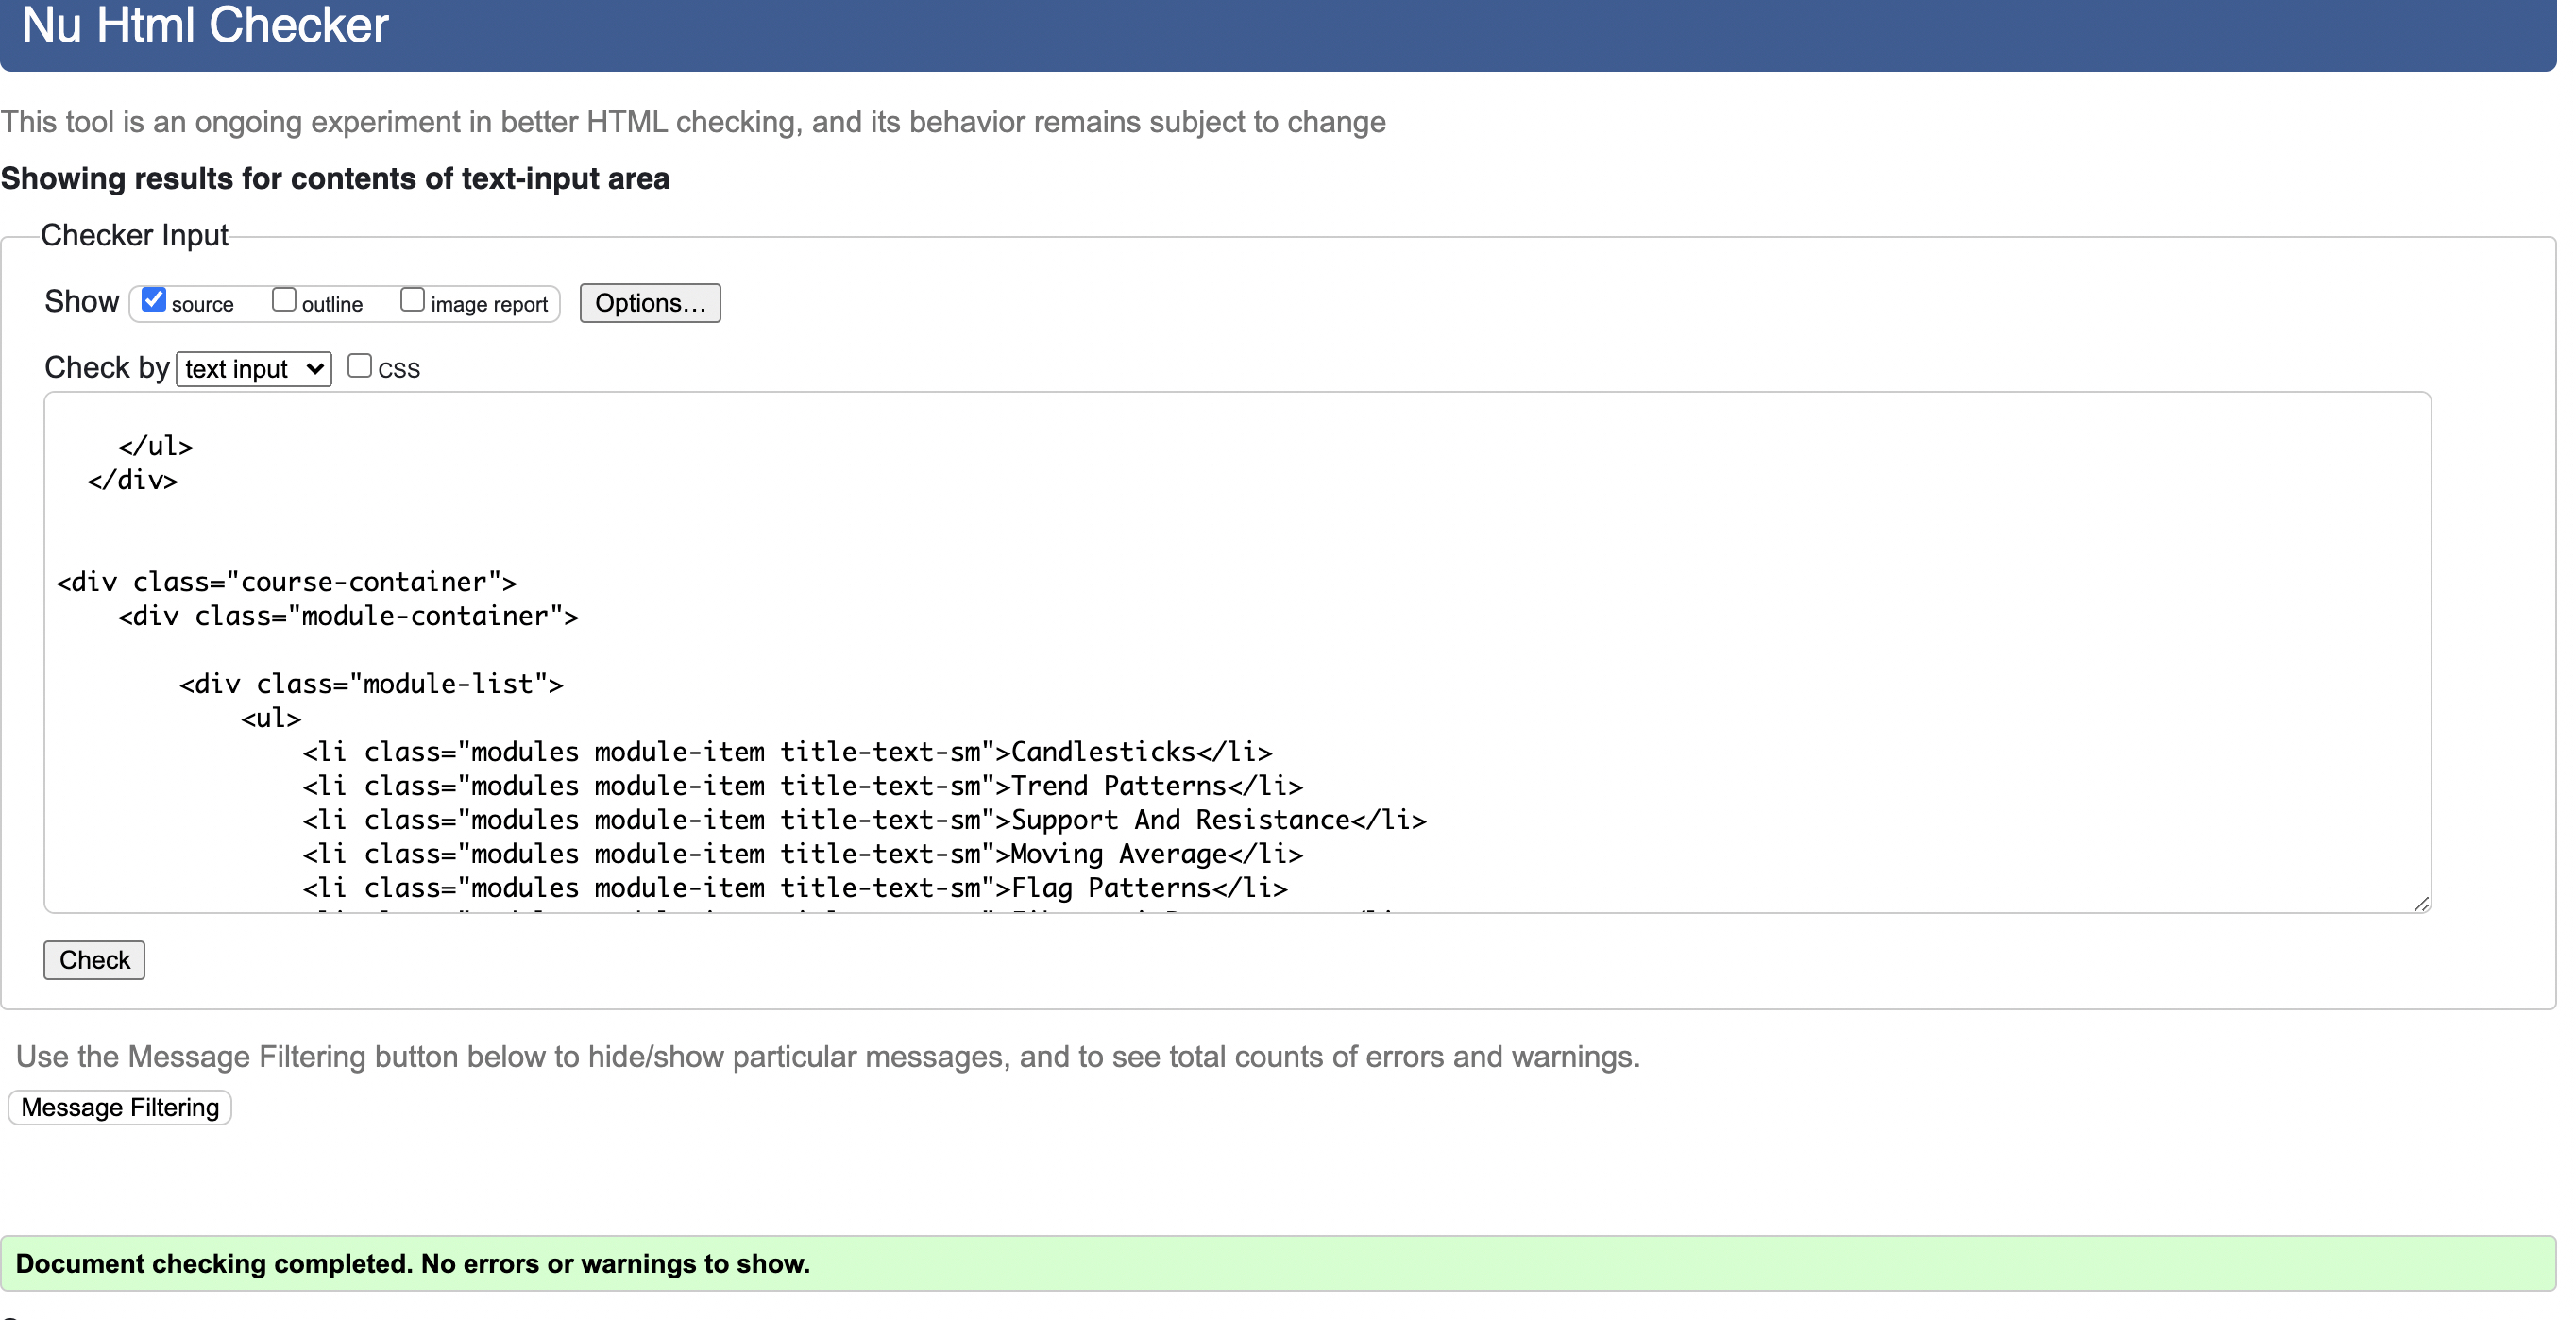 Nu Html Checker
This tool is an ongoing experiment in better HTML checking, and its behavior remains subject to change
Showing results for contents of text-input area
Checker Input
Show source outline image report Options...
Check by text input CSS
</ul>
</div>
<div class="course-container">
<div class="module-container">
<div class="module-list">
<ul>
<li class="modules module-item title-text-sm">Candlesticks</li>
<li class="modules module-item title-text-sm">Trend Patterns</li>
<li class="modules module-item title-text-sm">Support And Resistance</li>
<li class="modules module-item title-text-sm">Moving Average</li>
<li class="modules module-item title-text-sm">Flag Patterns</li>
Check
Use the Message Filtering button below to hide/show particular messages, and to see total counts of errors and warnings.
Message Filtering
Document checking completed. No errors or warnings to show.